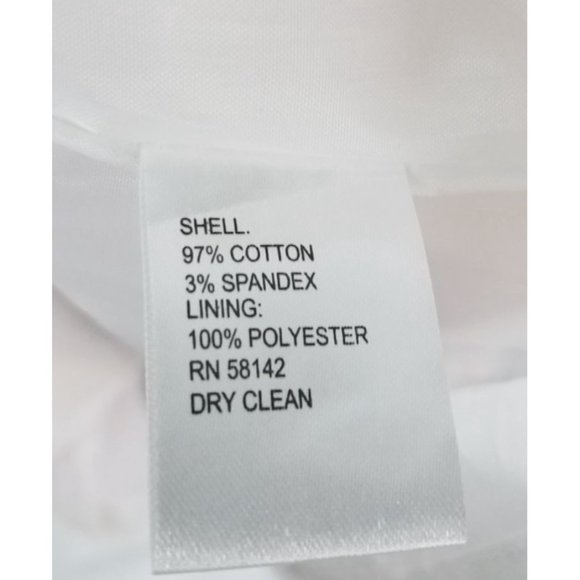 SHELL.
97% COTTON
3% SPANDEX
LINING:
100% POLYESTER
RN 58142
DRY CLEAN